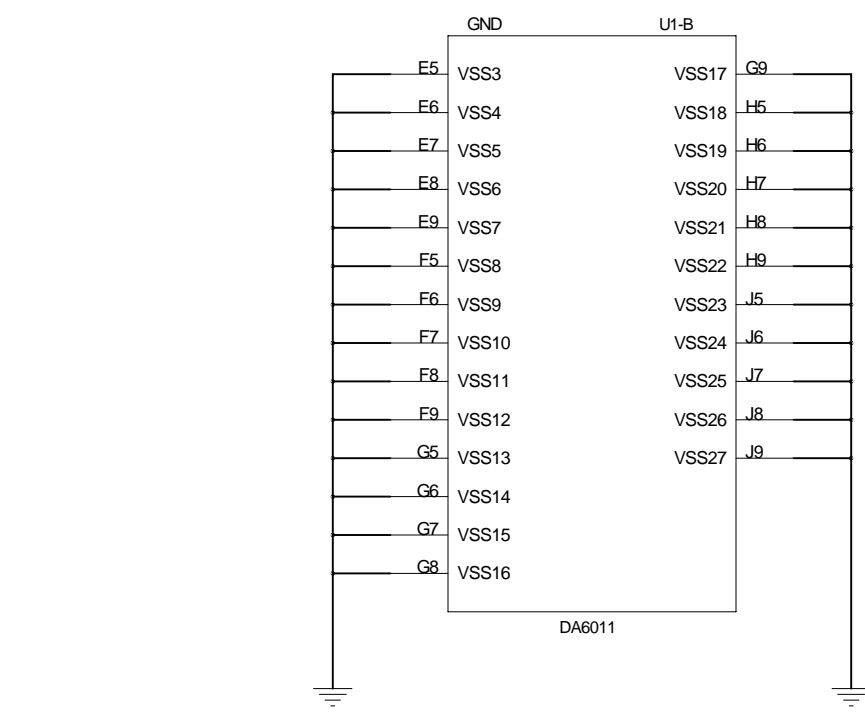 GND U1-B
E5 VSS3 VSS17 G9
E6 VSS4 VSS18 H5
E7 VSS5 VSS19 H6
E8 VSS6 VSS20 H7
E9 VSS7 VSS21 H8
F5 VSS8 VSS22 H9
F6 VSS9 VSS23 J5
F7 VSS10 VSS24 J6
F8 VSS11 VSS25 J7
F9 VSS12 VSS26 J8
G5 VSS13 VSS27 J9
G6 VSS14
G7 VSS15
G8 VSS16
DA6011